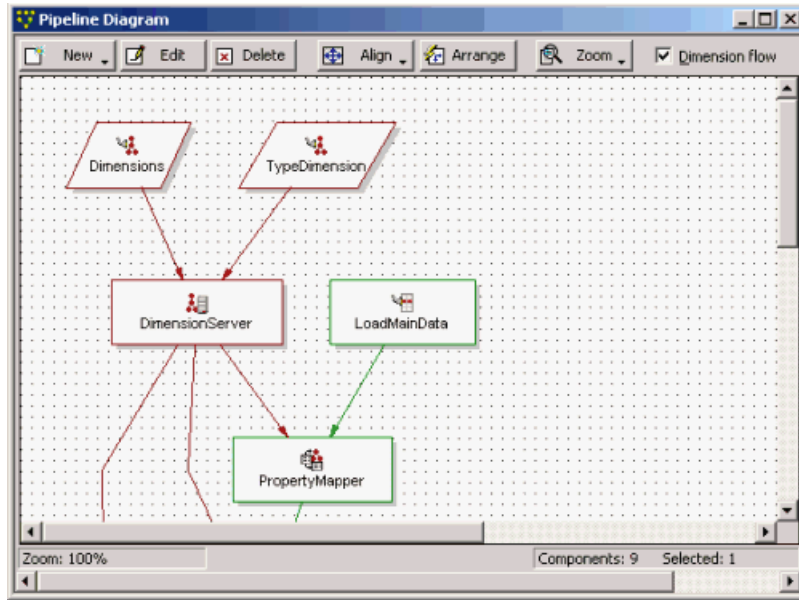 Pipeline Diagram
New Edit Delete Align Arrange Zoom Dimension flow
Dimensions TypeDimension
DimensionServer LoadMainData
PropertyMapper
Zoom: 100% Components: 9 Selected: 1